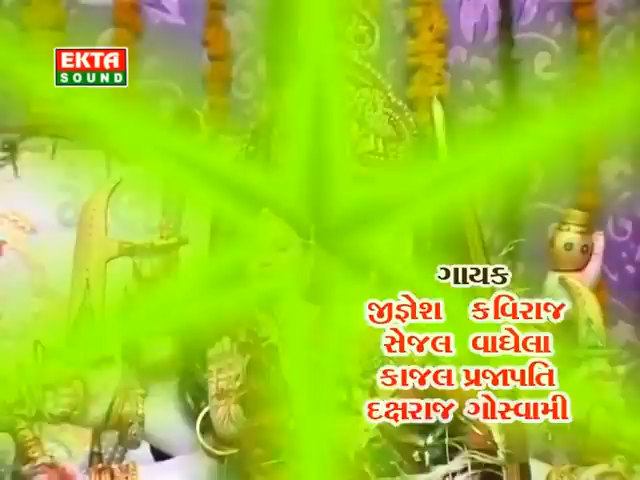 EKTA
SOUND
ગાયક
જીજ્ઞેશ કવિરાજ
સેજલ વાઘેલા
કાજલ પ્રજાપતિ
દક્ષરાજ ગોસ્વામી